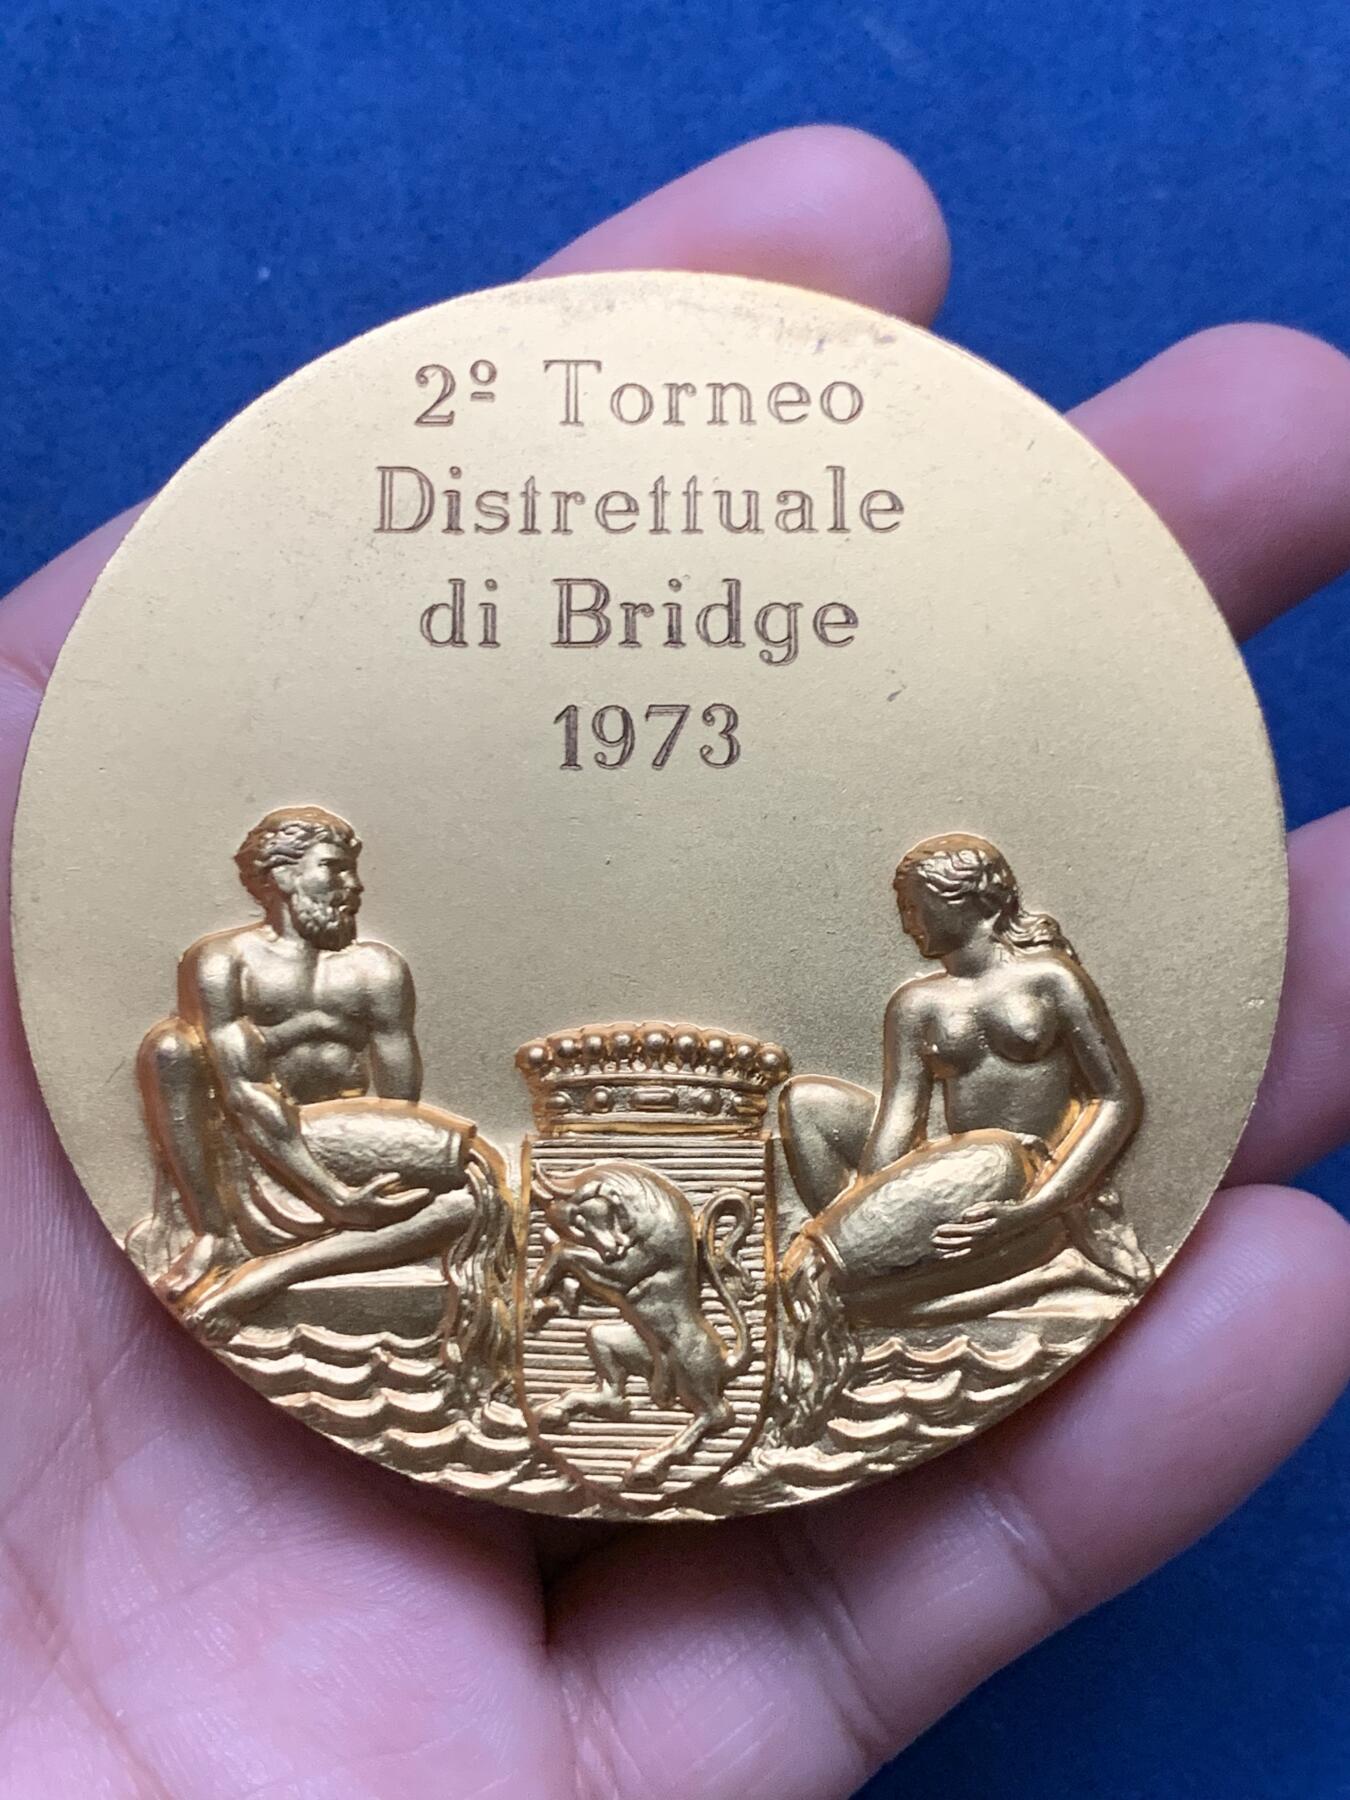 2º Torneo
Distrettuale
di Bridge
1973